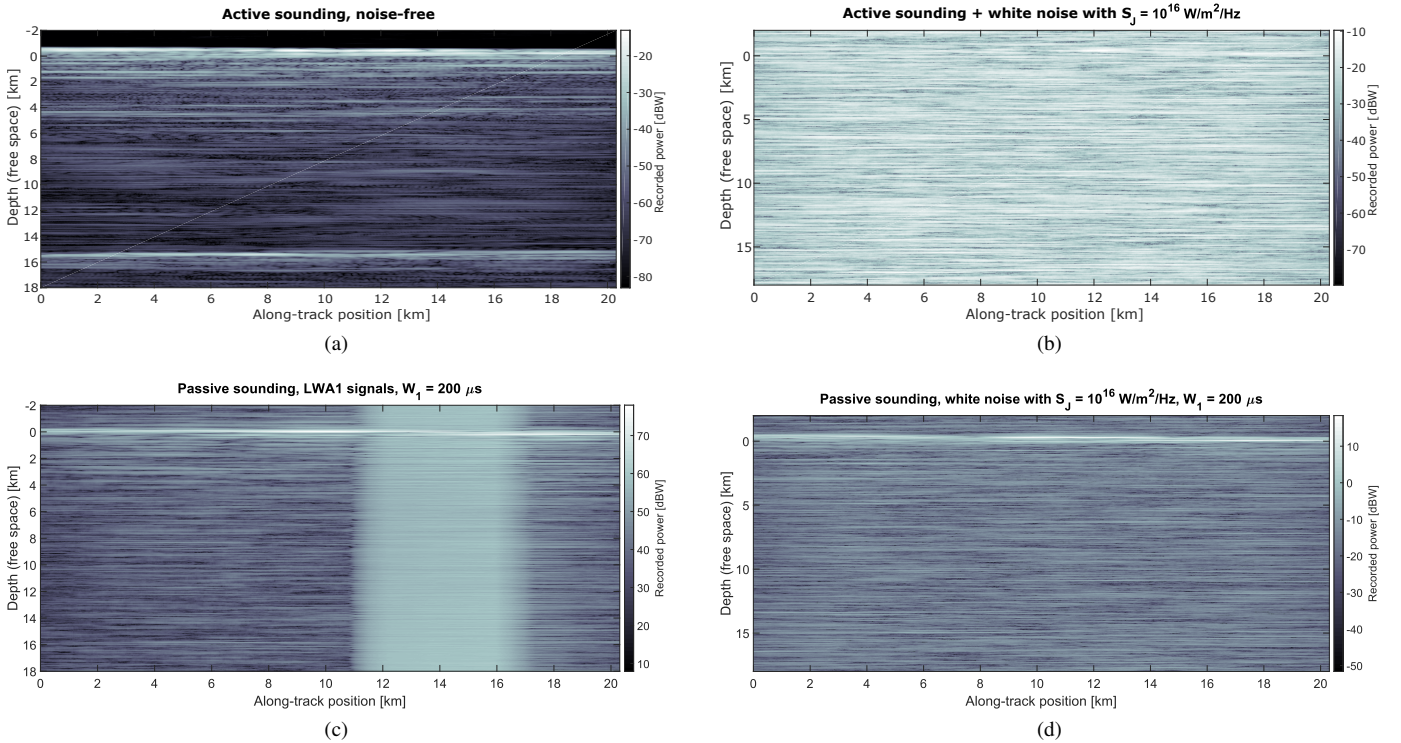 Active sounding, noise-free
-2
0
2
4
6
8
10
12
14
16
18
Depth (free space) [km]
0 2 4 6 8 10 12 14 16 18 20
Along-track position [km]
-20
-30
-40
-50
-60
-70
-80
Recorded power [dBW]
(a)
Active sounding + white noise with S_J = 10^16 W/m^2/Hz
0
5
10
15
Depth (free space) [km]
0 2 4 6 8 10 12 14 16 18 20
Along-track position [km]
-10
-20
-30
-40
-50
-60
-70
Recorded power [dBW]
(b)
Passive sounding, LWA1 signals, W_1 = 200 μs
-2
0
2
4
6
8
10
12
14
16
18
Depth (free space) [km]
0 2 4 6 8 10 12 14 16 18 20
Along-track position [km]
70
60
50
40
30
20
10
Recorded power [dBW]
(c)
Passive sounding, white noise with S_J = 10^16 W/m^2/Hz, W_1 = 200 μs
0
5
10
15
Depth (free space) [km]
0 2 4 6 8 10 12 14 16 18 20
Along-track position [km]
10
0
-10
-20
-30
-40
-50
Recorded power [dBW]
(d)